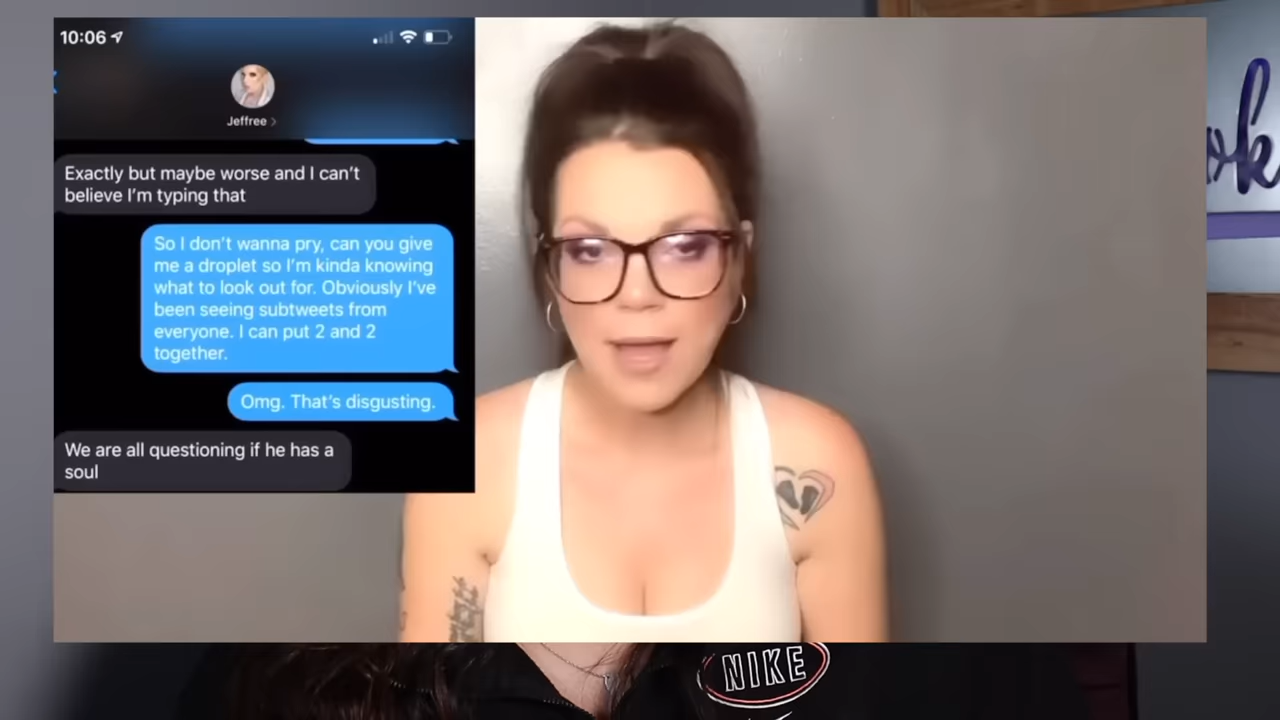 10:06
Jeffree
Exactly but maybe worse and I can't
believe I'm typing that
So I don't wanna pry, can you give
me a droplet so I'm kinda knowing
what to look out for. Obviously I've
been seeing subtweets from
everyone. I can put 2 and 2
together.
Omg. That's disgusting.
We are all questioning if he has a
soul
NIKE